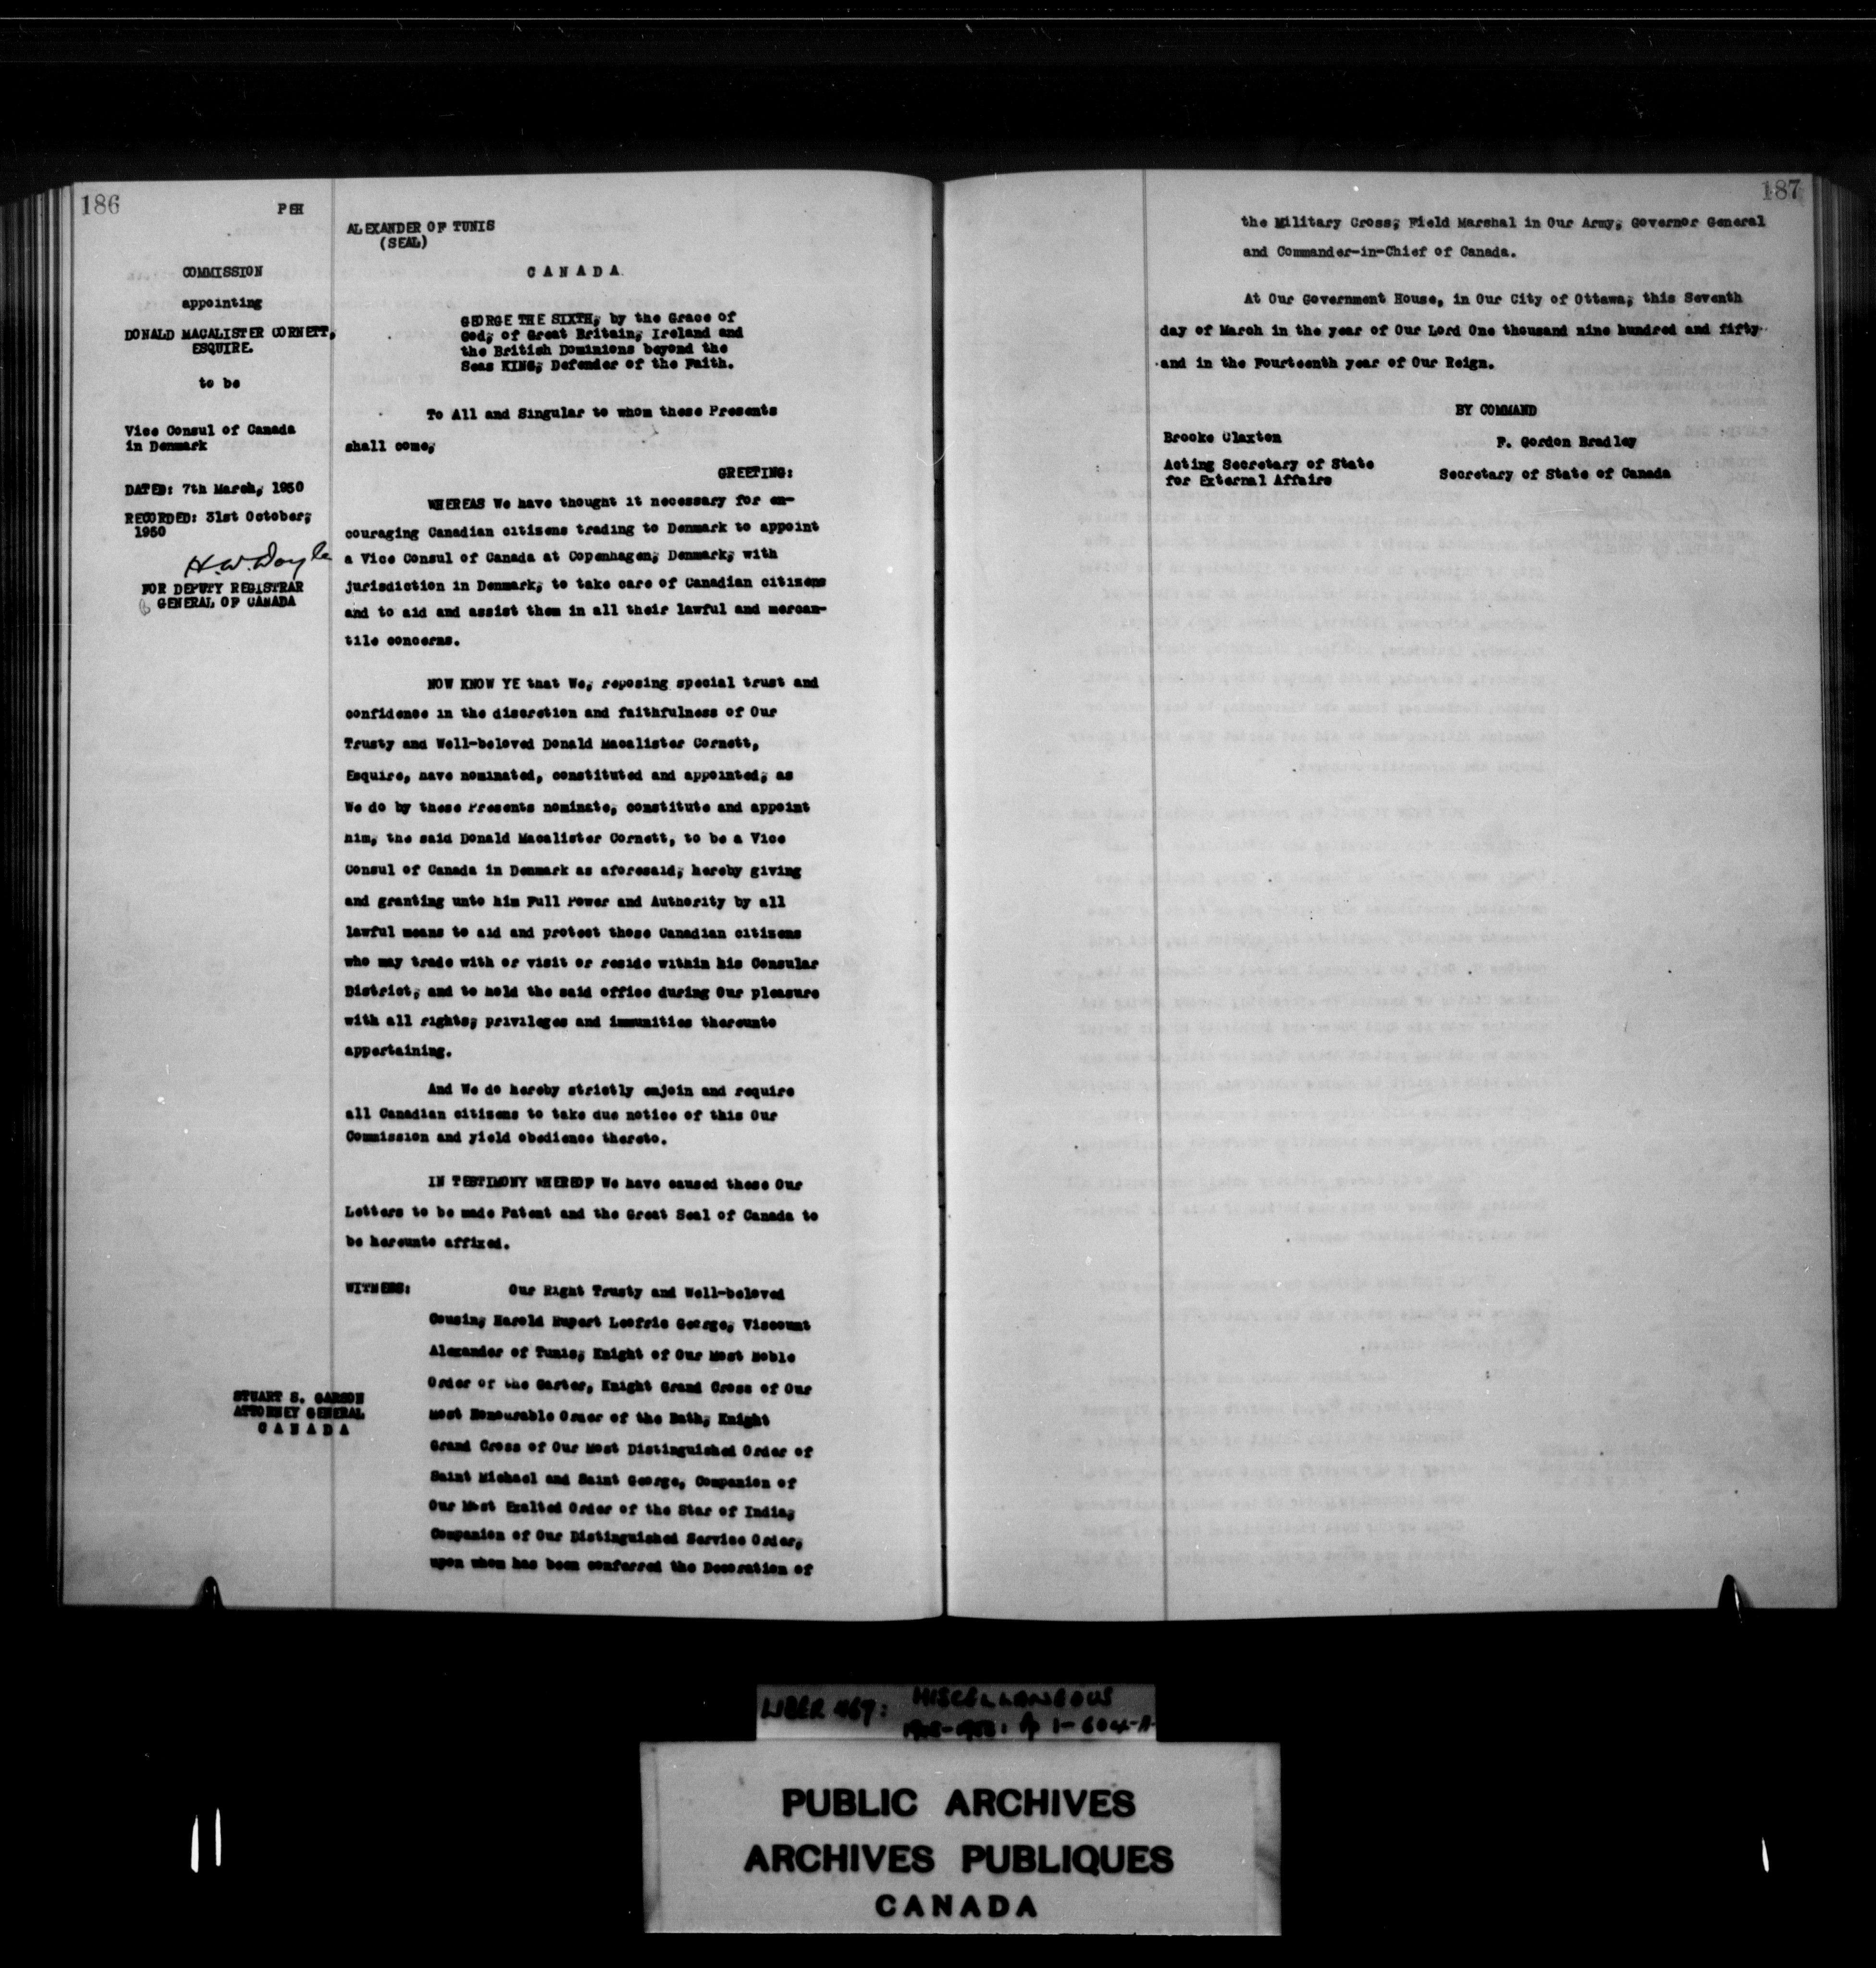 186
PEH
COMMISSION
appointing
DONALD MACALISTER CORNETT,
ESQUIRE.
to be
Vice Consul of Canada
in Denmark
DATED: 7th March, 1950
RECORDED: 31st October,
1950
H.W. Doyle
FOR DEPUTY REGISTRAR
GENERAL OF CANADA
STUART S. GARSON
ATTORNEY GENERAL
CANADA
ALEXANDER OF TUNIS
(SEAL)
CANADA
GEORGE THE SIXTH, by the Grace of
God, of Great Britain, Ireland and
the British Dominions beyond the
Seas KING, Defender of the Faith.
To All and Singular to whom these Presents
shall come,
GREETING:
WHEREAS We have thought it necessary for en-
couraging Canadian citizens trading to Denmark to appoint
a Vice Consul of Canada at Copenhagen, Denmark, with
jurisdiction in Denmark, to take care of Canadian citizens
and to aid and assist them in all their lawful and mercan-
tile concerns.
NOW KNOW YE that We, reposing special trust and
confidence in the discretion and faithfulness of Our
Trusty and Well-beloved Donald Macalister Cornett,
Esquire, have nominated, constituted and appointed, as
We do by these Presents nominate, constitute and appoint
him, the said Donald Macalister Cornett, to be a Vice
Consul of Canada in Denmark as aforesaid, hereby giving
and granting unto him Full Power and Authority by all
lawful means to aid and protect those Canadian citizens
who may trade with or visit or reside within his Consular
District, and to hold the said office during Our pleasure
with all rights, privileges and immunities thereunto
appertaining.
And We do hereby strictly enjoin and require
all Canadian citizens to take due notice of this Our
Commission and yield obedience thereto.
IN TESTIMONY WHEREOF We have caused these Our
Letters to be made Patent and the Great Seal of Canada to
be hereunto affixed.
WITNESS: Our Right Trusty and Well-beloved
Cousin, Harold Rupert Leofric George, Viscount
Alexander of Tunis, Knight of Our Most Noble
Order of the Garter, Knight Grand Cross of Our
Most Honourable Order of the Bath, Knight
Grand Cross of Our Most Distinguished Order of
Saint Michael and Saint George, Companion of
Our Most Exalted Order of the Star of India,
Companion of Our Distinguished Service Order,
upon whom has been conferred the Decoration of
187
the Military Cross, Field Marshal in Our Army, Governor General
and Commander-in-Chief of Canada.
At Our Government House, in Our City of Ottawa, this Seventh
day of March in the year of Our Lord One thousand nine hundred and fifty
and in the Fourteenth year of Our Reign.
BY COMMAND
Brooke Claxton
Acting Secretary of State
for External Affairs
F. Gordon Bradley
Secretary of State of Canada
LIBER 469: MISCELLANEOUS
p 1-604-A
PUBLIC ARCHIVES
ARCHIVES PUBLIQUES
CANADA